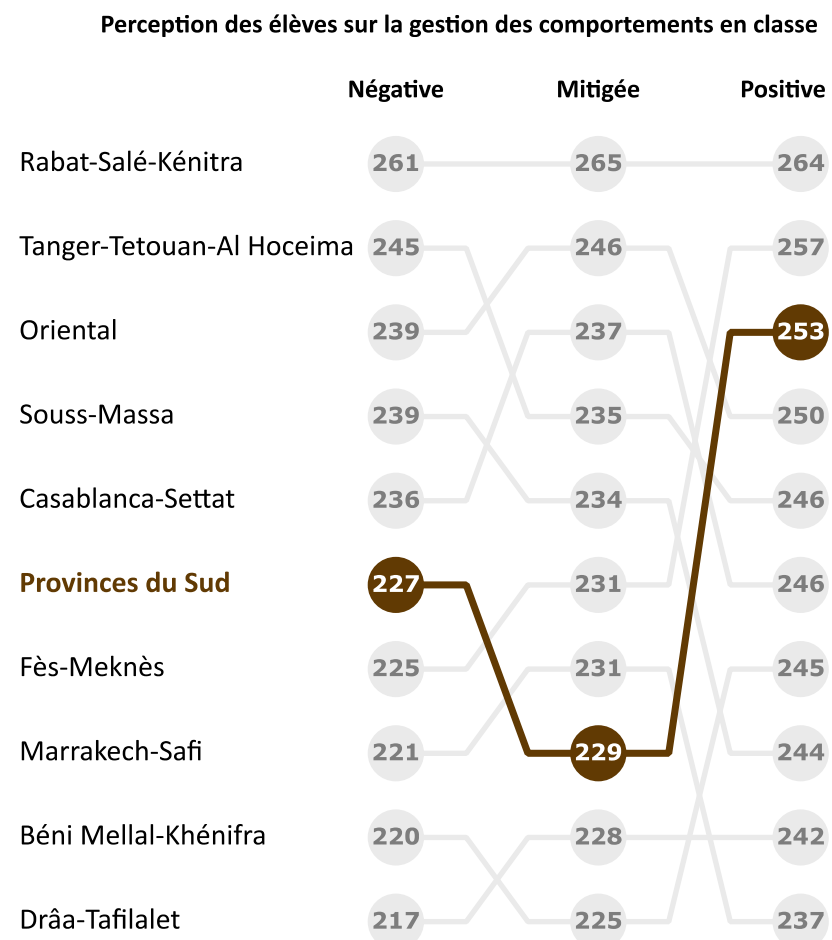 Perception des élèves sur la gestion des comportements en classe
Négative Mitigée Positive
Rabat-Salé-Kénitra 261 265 264
Tanger-Tetouan-Al Hoceima 245 246 257
Oriental 239 237 253
Souss-Massa 239 235 250
Casablanca-Settat 236 234 246
Provinces du Sud 227 231 246
Fès-Meknès 225 231 245
Marrakech-Safi 221 229 244
Béni Mellal-Khénifra 220 228 242
Drâa-Tafilalet 217 225 237